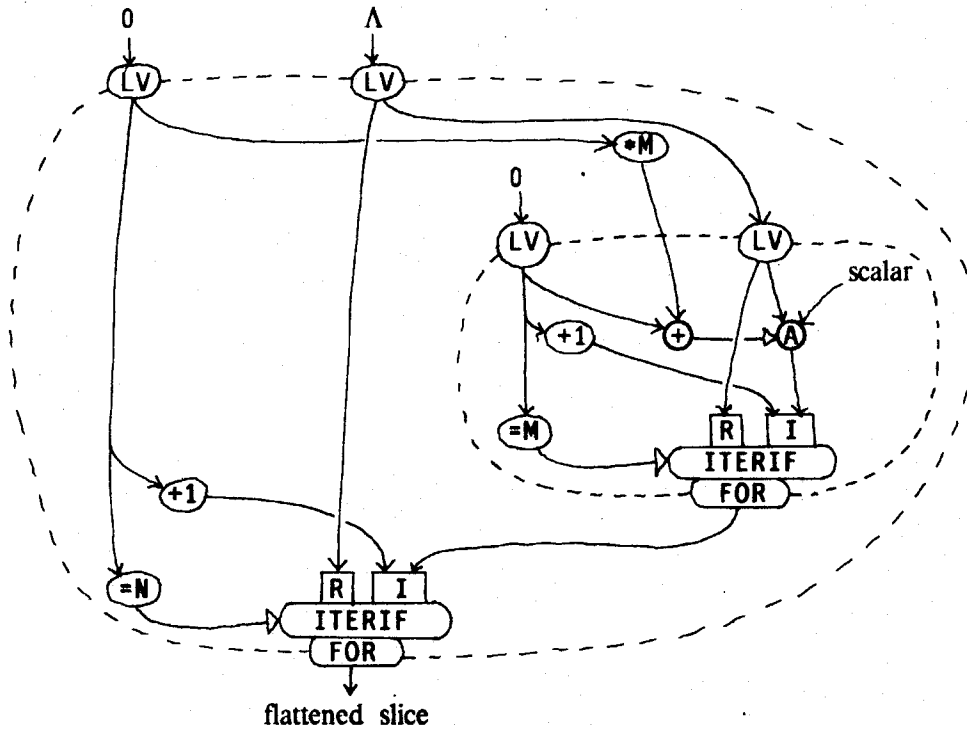 0 Λ
LV LV
*M
0
LV LV
scalar
+1 + A
=M R I
ITERIF
FOR
+1
=N R I
ITERIF
FOR
flattened slice